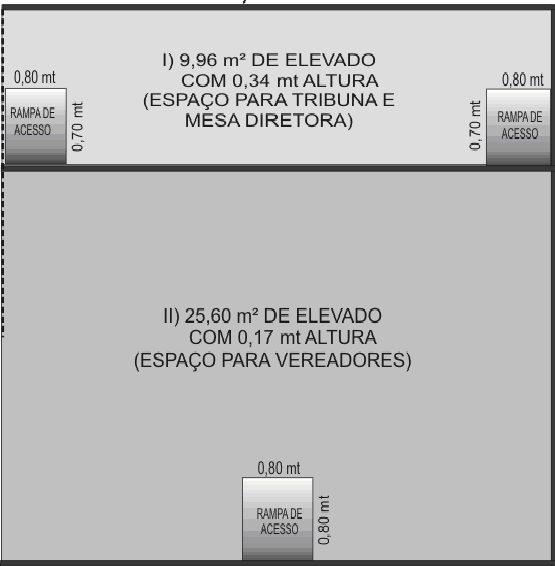 I) 9,96 m² DE ELEVADO
COM 0,34 mt ALTURA
(ESPAÇO PARA TRIBUNA E
MESA DIRETORA)
0,80 mt
RAMPA DE
ACESSO
0,70 mt
0,80 mt
0,70 mt
RAMPA DE
ACESSO
II) 25,60 m² DE ELEVADO
COM 0,17 mt ALTURA
(ESPAÇO PARA VEREADORES)
0,80 mt
RAMPA DE
ACESSO
0,80 mt